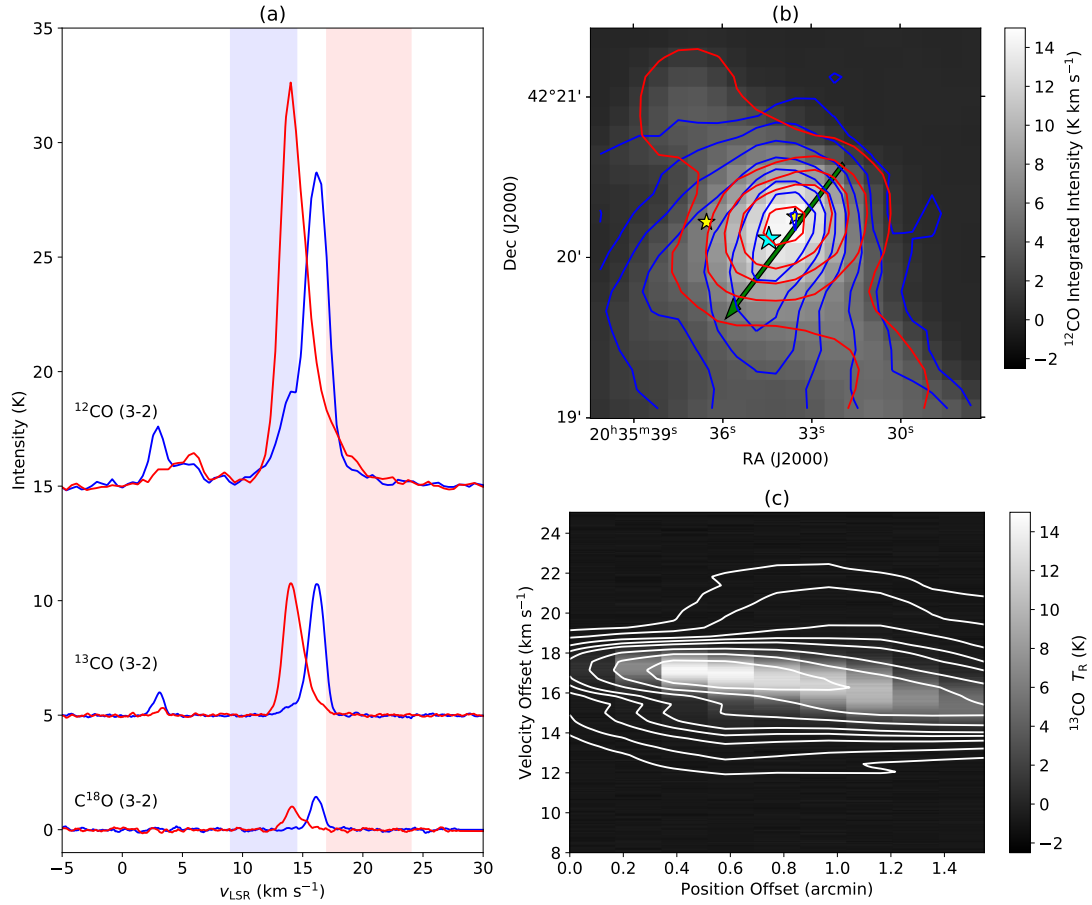 (a)
35
30
25
20
15
10
5
0
Intensity (K)
¹²CO (3-2)
¹³CO (3-2)
C¹⁸O (3-2)
−5 0 5 10 15 20 25 30
v_LSR (km s⁻¹)
(b)
42°21'
20'
19'
Dec (J2000)
20ʰ35ᵐ39ˢ 36ˢ 33ˢ 30ˢ
RA (J2000)
14
12
10
8
6
4
2
0
−2
¹²CO Integrated Intensity (K km s⁻¹)
(c)
24
22
20
18
16
14
12
10
8
Velocity Offset (km s⁻¹)
0.0 0.2 0.4 0.6 0.8 1.0 1.2 1.4
Position Offset (arcmin)
14
12
10
8
6
4
2
0
−2
¹³CO T_R (K)